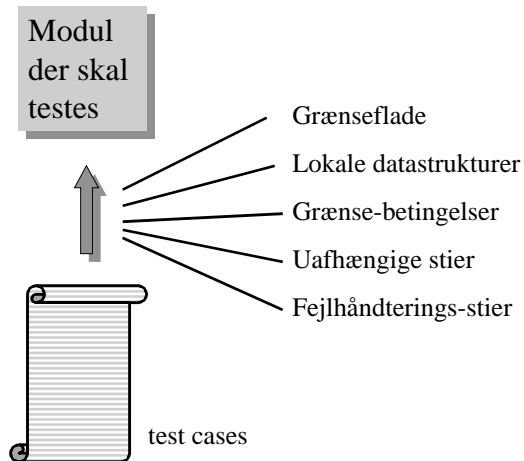 Modul
der skal
testes
Grænseflade
Lokale datastrukturer
Grænse-betingelser
Uafhængige stier
Fejlhåndterings-stier
test cases